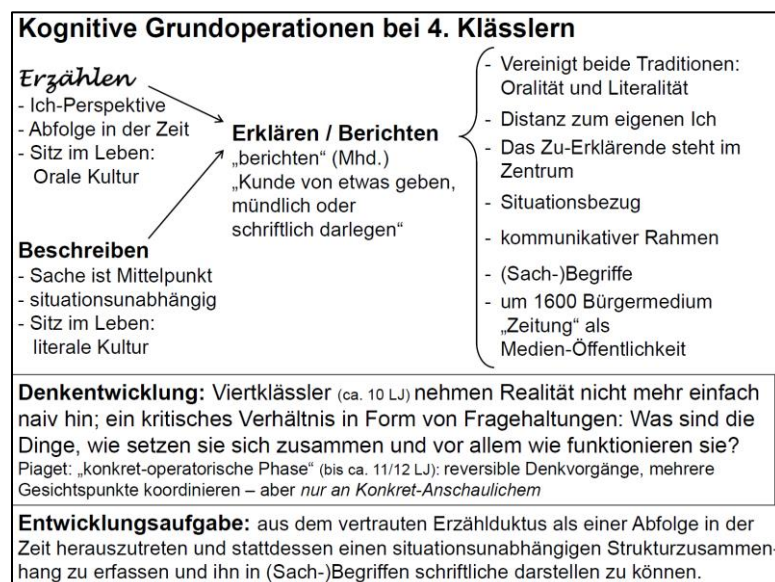 Kognitive Grundoperationen bei 4. Klässlern
Erzählen
- Ich-Perspektive
- Abfolge in der Zeit
- Sitz im Leben:
Orale Kultur
Beschreiben
- Sache ist Mittelpunkt
- situationsunabhängig
- Sitz im Leben:
literale Kultur
Erklären / Berichten
„berichten“ (Mhd.)
„Kunde von etwas geben,
mündlich oder
schriftlich darlegen“
- Vereinigt beide Traditionen:
Oralität und Literalität
- Distanz zum eigenen Ich
- Das Zu-Erklärende steht im
Zentrum
- Situationsbezug
- kommunikativer Rahmen
- (Sach-)Begriffe
- um 1600 Bürgermedium
„Zeitung“ als
Medien-Öffentlichkeit
Denkentwicklung: Viertklässler (ca. 10 LJ) nehmen Realität nicht mehr einfach
naiv hin; ein kritisches Verhältnis in Form von Fragehaltungen: Was sind die
Dinge, wie setzen sie sich zusammen und vor allem wie funktionieren sie?
Piaget: „konkret-operatorische Phase“ (bis ca. 11/12 LJ): reversible Denkvorgänge, mehrere
Gesichtspunkte koordinieren – aber nur an Konkret-Anschaulichem
Entwicklungsaufgabe: aus dem vertrauten Erzählduktus als einer Abfolge in der
Zeit herauszutreten und stattdessen einen situationsunabhängigen Strukturzusammen-
hang zu erfassen und ihn in (Sach-)Begriffen schriftliche darstellen zu können.